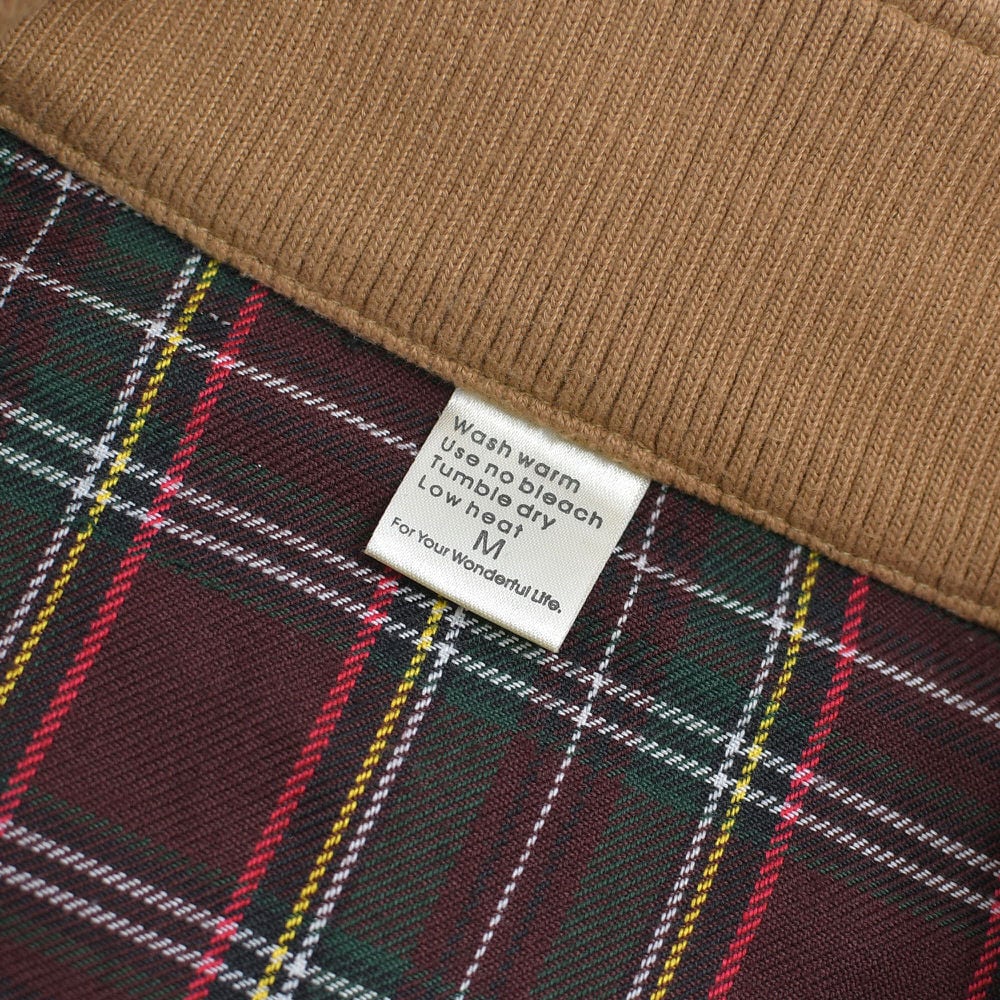 Wash warm
Use no bleach
Tumble dry
Low heat
M
For Your Wonderful Life.